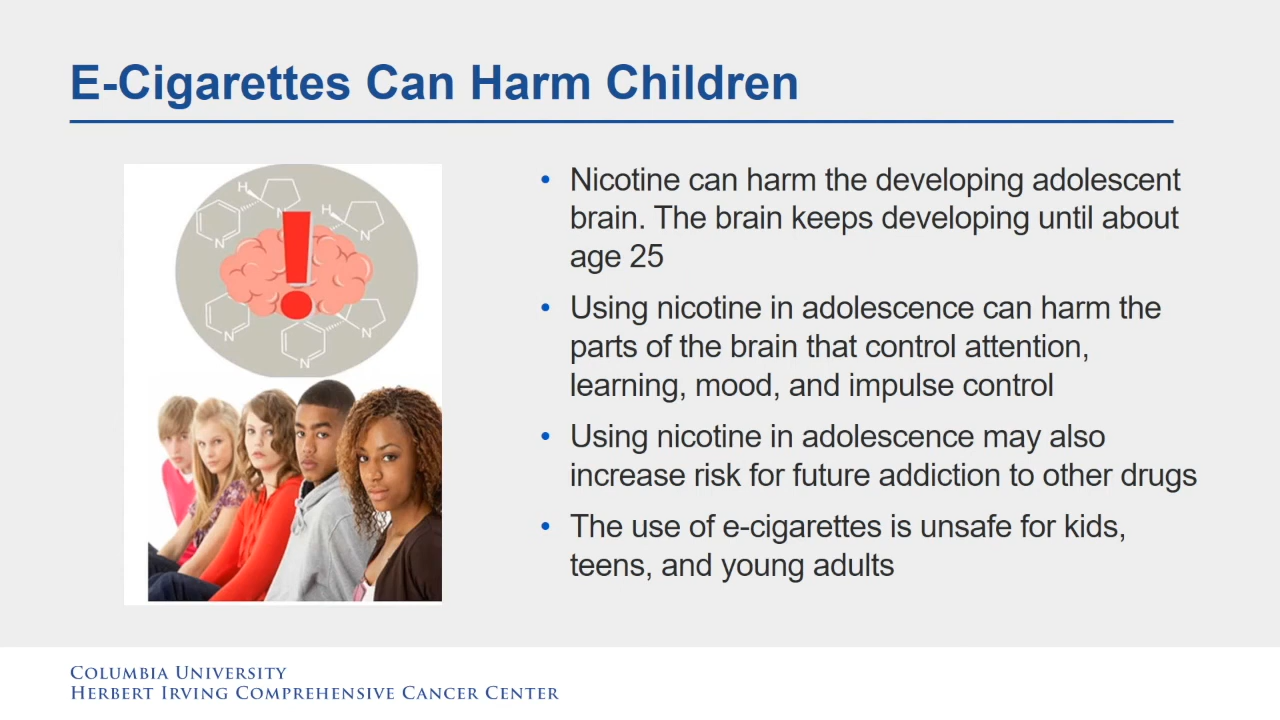 E-Cigarettes Can Harm Children
H
N
H
N
N
N
N
• Nicotine can harm the developing adolescent
brain. The brain keeps developing until about
age 25
• Using nicotine in adolescence can harm the
parts of the brain that control attention,
learning, mood, and impulse control
• Using nicotine in adolescence may also
increase risk for future addiction to other drugs
• The use of e-cigarettes is unsafe for kids,
teens, and young adults
COLUMBIA UNIVERSITY
HERBERT IRVING COMPREHENSIVE CANCER CENTER